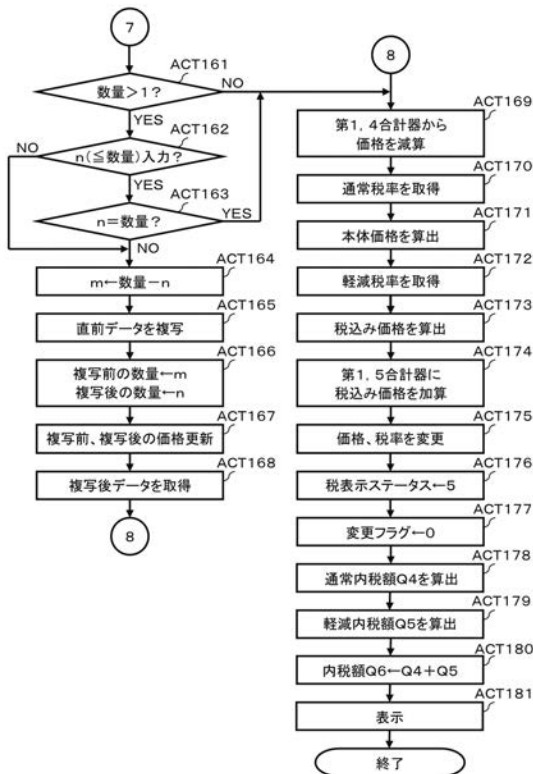 7
ACT161
数量>1?
NO
YES
ACT162
NO
n(≦数量)入力?
YES
ACT163
n=数量?
YES
NO
ACT164
m←数量-n
ACT165
直前データを複写
ACT166
複写前の数量←m
複写後の数量←n
ACT167
複写前、複写後の価格更新
ACT168
複写後データを取得
8
8
ACT169
第1,4合計器から
価格を減算
ACT170
通常税率を取得
ACT171
本体価格を算出
ACT172
軽減税率を取得
ACT173
税込み価格を算出
ACT174
第1,5合計器に
税込み価格を加算
ACT175
価格、税率を変更
ACT176
税表示ステータス←5
ACT177
変更フラグ←0
ACT178
通常内税額Q4を算出
ACT179
軽減内税額Q5を算出
ACT180
内税額Q6←Q4+Q5
ACT181
表示
終了